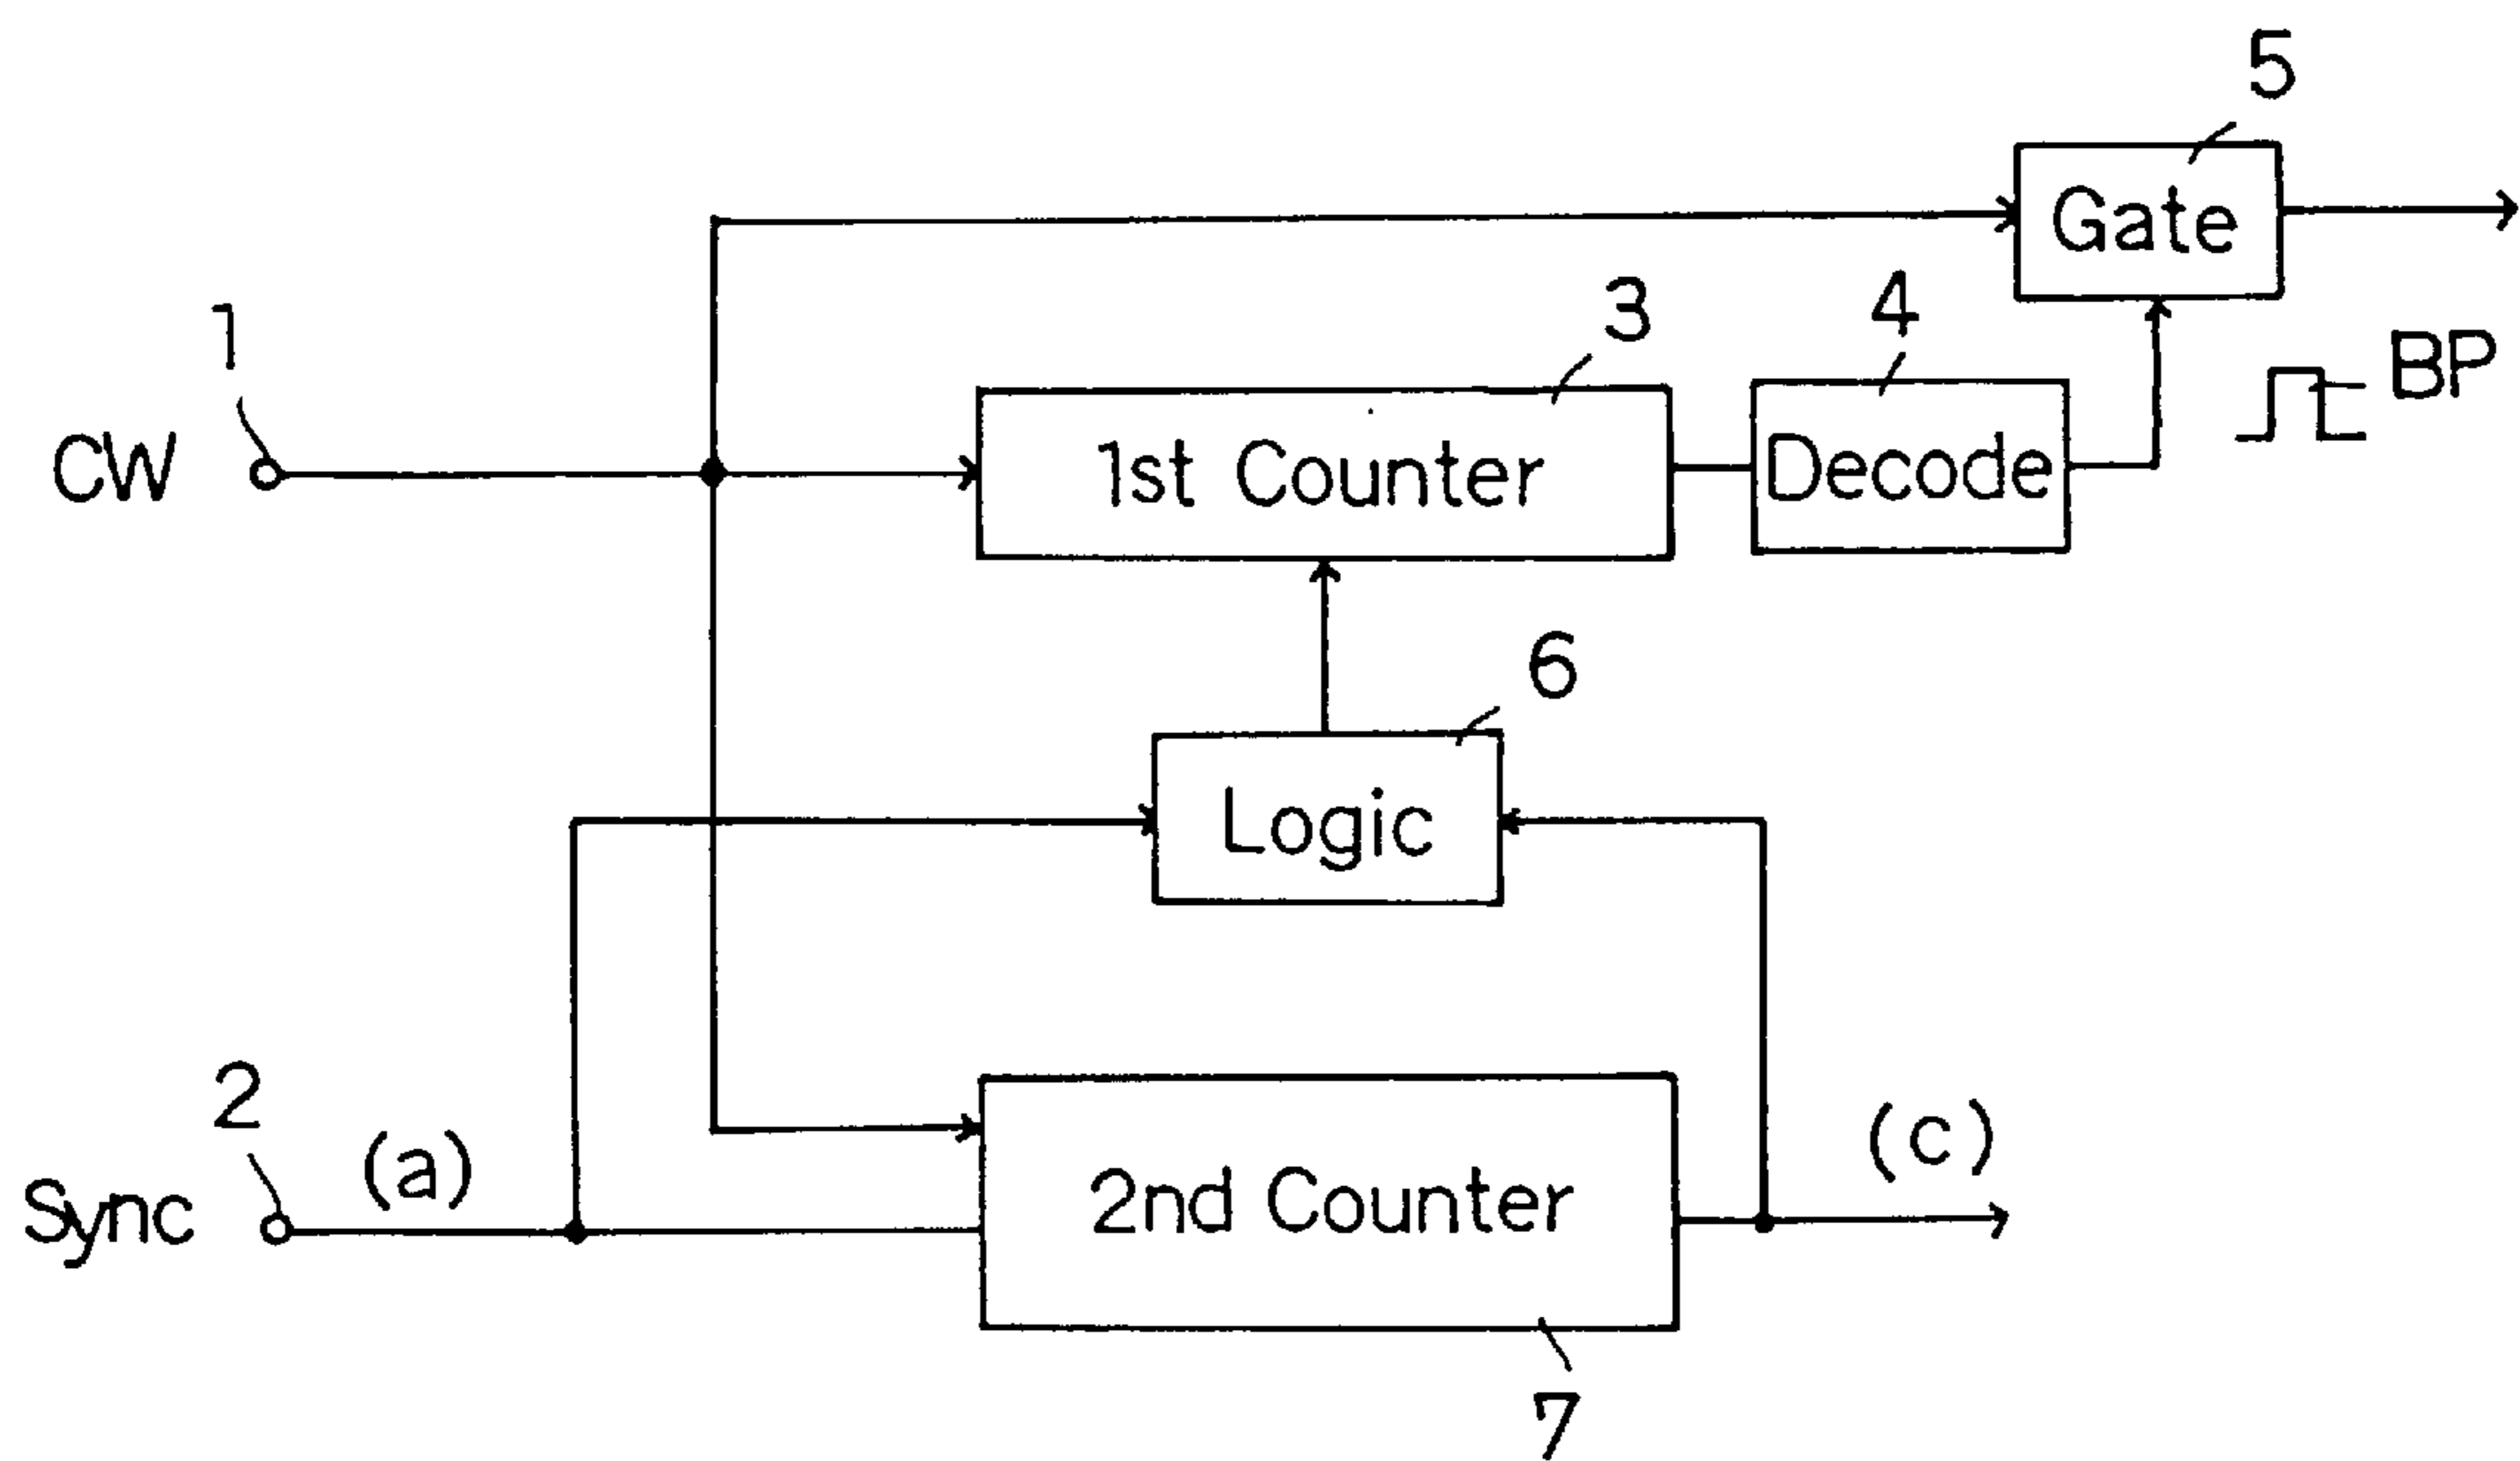 5
Gate
1
3
4
BP
CW
1st Counter
Decode
6
Logic
2
(a)
(c)
Sync
2nd Counter
7